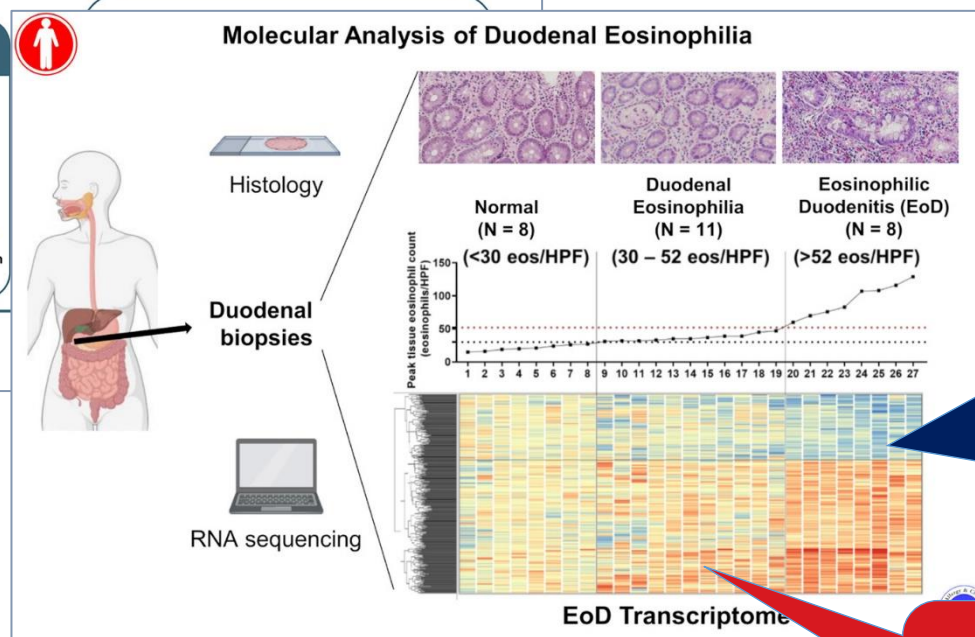 Molecular Analysis of Duodenal Eosinophilia
Histology
Normal
(N = 8)
(<30 eos/HPF)
Duodenal
Eosinophilia
(N = 11)
(30 – 52 eos/HPF)
Eosinophilic
Duodenitis (EoD)
(N = 8)
(>52 eos/HPF)
Duodenal
biopsies
Peak tissue eosinophil count
(eosinophils/HPF)
150
100
50
0
1 2 3 4 5 6 7 8 9 10 11 12 13 14 15 16 17 18 19 20 21 22 23 24 25 26 27
RNA sequencing
EoD Transcriptome